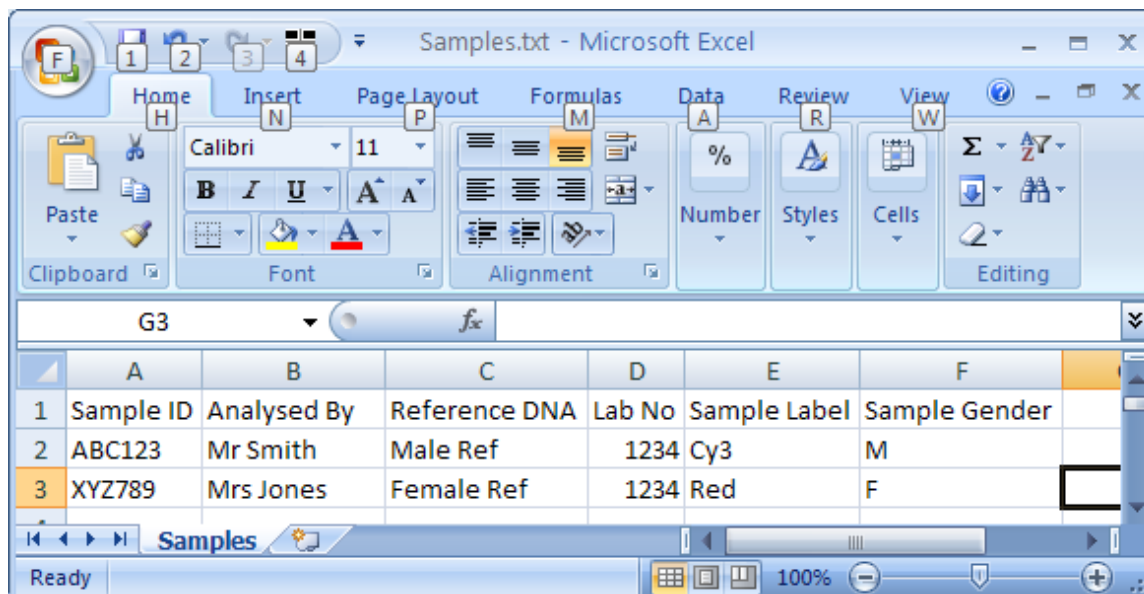 Samples.txt - Microsoft Excel
F 1 2 3 4
Home Insert Page Layout Formulas Data Review View
H N P M A R W
Calibri 11
% A
B I U A A
Paste Number Styles Cells
A
Clipboard Font Alignment Editing
G3 fx
A B C D E F
1 Sample ID Analysed By Reference DNA Lab No Sample Label Sample Gender
2 ABC123 Mr Smith Male Ref 1234 Cy3 M
3 XYZ789 Mrs Jones Female Ref 1234 Red F
Samples
Ready 100%